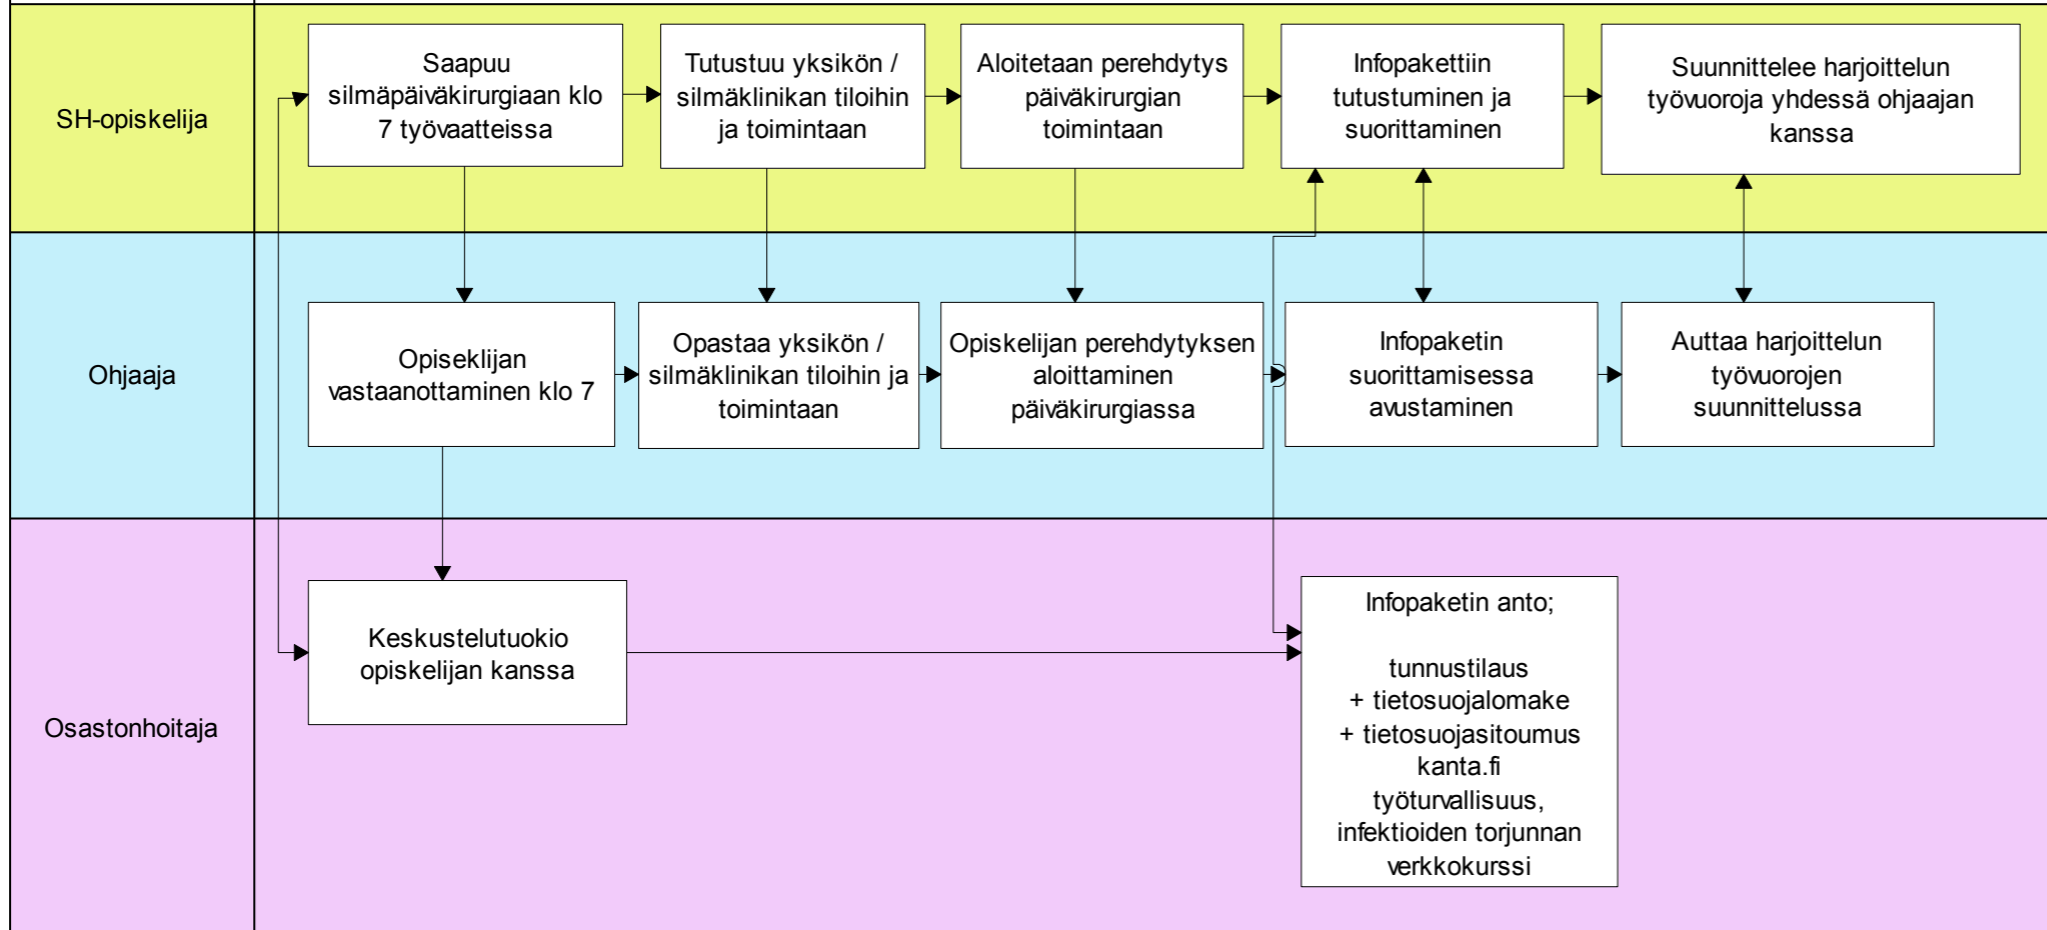 SH-opiskelija
Saapuu
silmäpäiväkirurgiaan klo
7 työvaatteissa
Tutustuu yksikön /
silmäklinikan tiloihin
ja toimintaan
Aloitetaan perehdytys
päiväkirurgian
toimintaan
Infopakettiin
tutustuminen ja
suorittaminen
Suunnittelee harjoittelun
työvuoroja yhdessä ohjaajan
kanssa
Ohjaaja
Opiseklijan
vastaanottaminen klo 7
Opastaa yksikön /
silmäklinikan tiloihin ja
toimintaan
Opiskelijan perehdytyksen
aloittaminen
päiväkirurgiassa
Infopaketin
suorittamisessa
avustaminen
Auttaa harjoittelun
työvuorojen
suunnittelussa
Osastonhoitaja
Keskustelutuokio
opiskelijan kanssa
Infopaketin anto;
tunnustilaus
+ tietosuojalomake
+ tietosuojasitoumus
kanta.fi
työturvallisuus,
infektioiden torjunnan
verkkokurssi